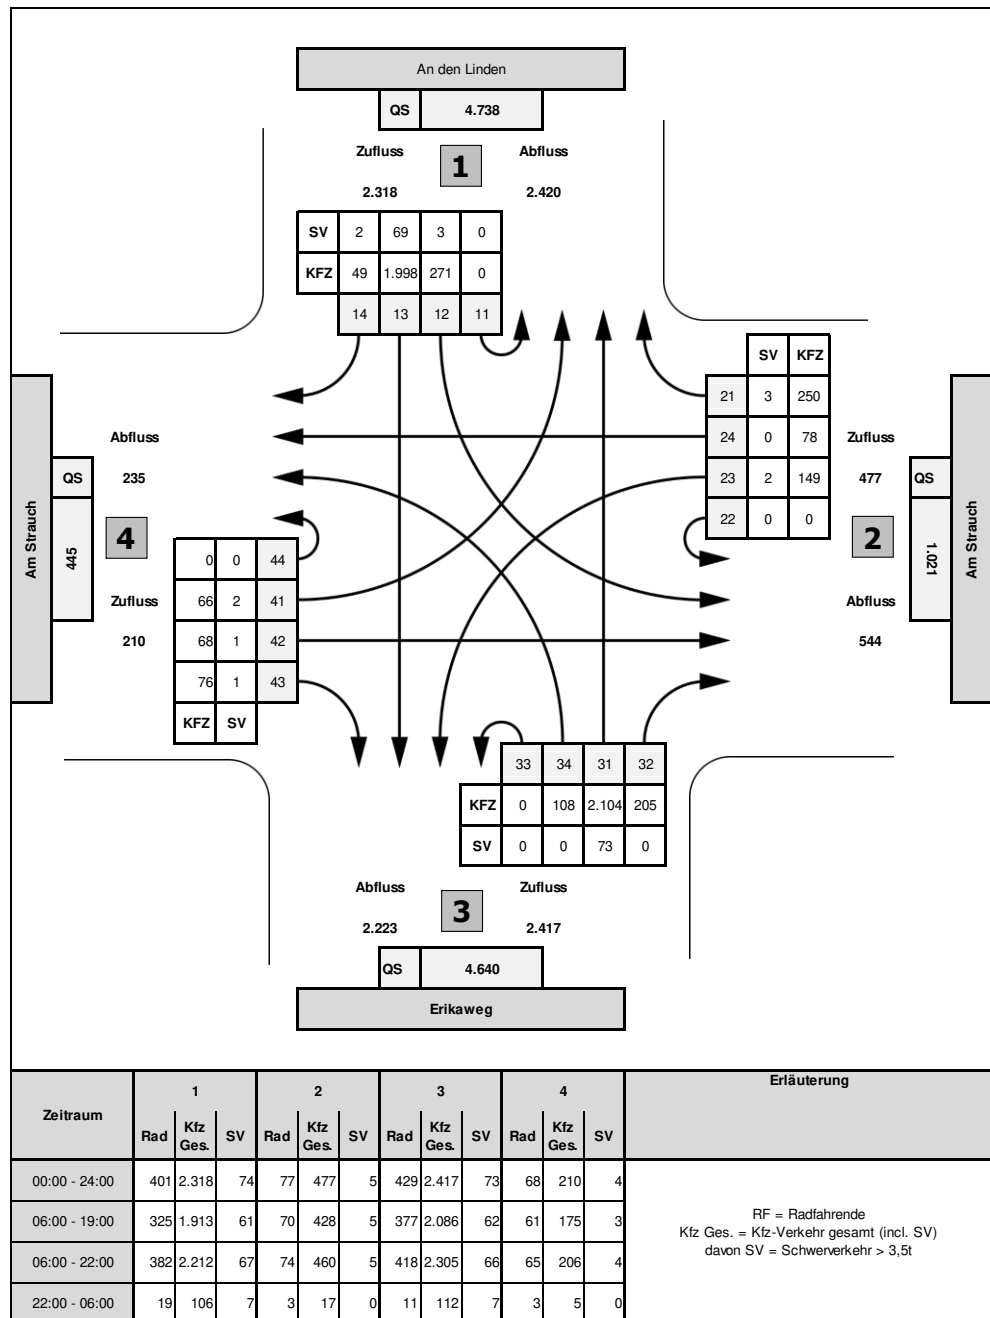 An den Linden
QS 4.738
Zufluss 1 Abfluss
2.318 2.420
SV 2 69 3 0
KFZ 49 1.998 271 0
14 13 12 11
SV KFZ
21 3 250
24 0 78
23 2 149
22 0 0
Zufluss
477
2
Abfluss
544
QS
1.021
Am Strauch
Am Strauch
QS
445
Abfluss
235
4
Zufluss
210
0 0 44
66 2 41
68 1 42
76 1 43
KFZ SV
33 34 31 32
KFZ 0 108 2.104 205
SV 0 0 73 0
Abfluss 3 Zufluss
2.223 2.417
QS 4.640
Erikaweg
Zeitraum 1 2 3 4 Erläuterung
Rad Kfz Ges. SV Rad Kfz Ges. SV Rad Kfz Ges. SV Rad Kfz Ges. SV
00:00 - 24:00 401 2.318 74 77 477 5 429 2.417 73 68 210 4
06:00 - 19:00 325 1.913 61 70 428 5 377 2.086 62 61 175 3
06:00 - 22:00 382 2.212 67 74 460 5 418 2.305 66 65 206 4
22:00 - 06:00 19 106 7 3 17 0 11 112 7 3 5 0
RF = Radfahrende
Kfz Ges. = Kfz-Verkehr gesamt (incl. SV)
davon SV = Schwerverkehr > 3,5t